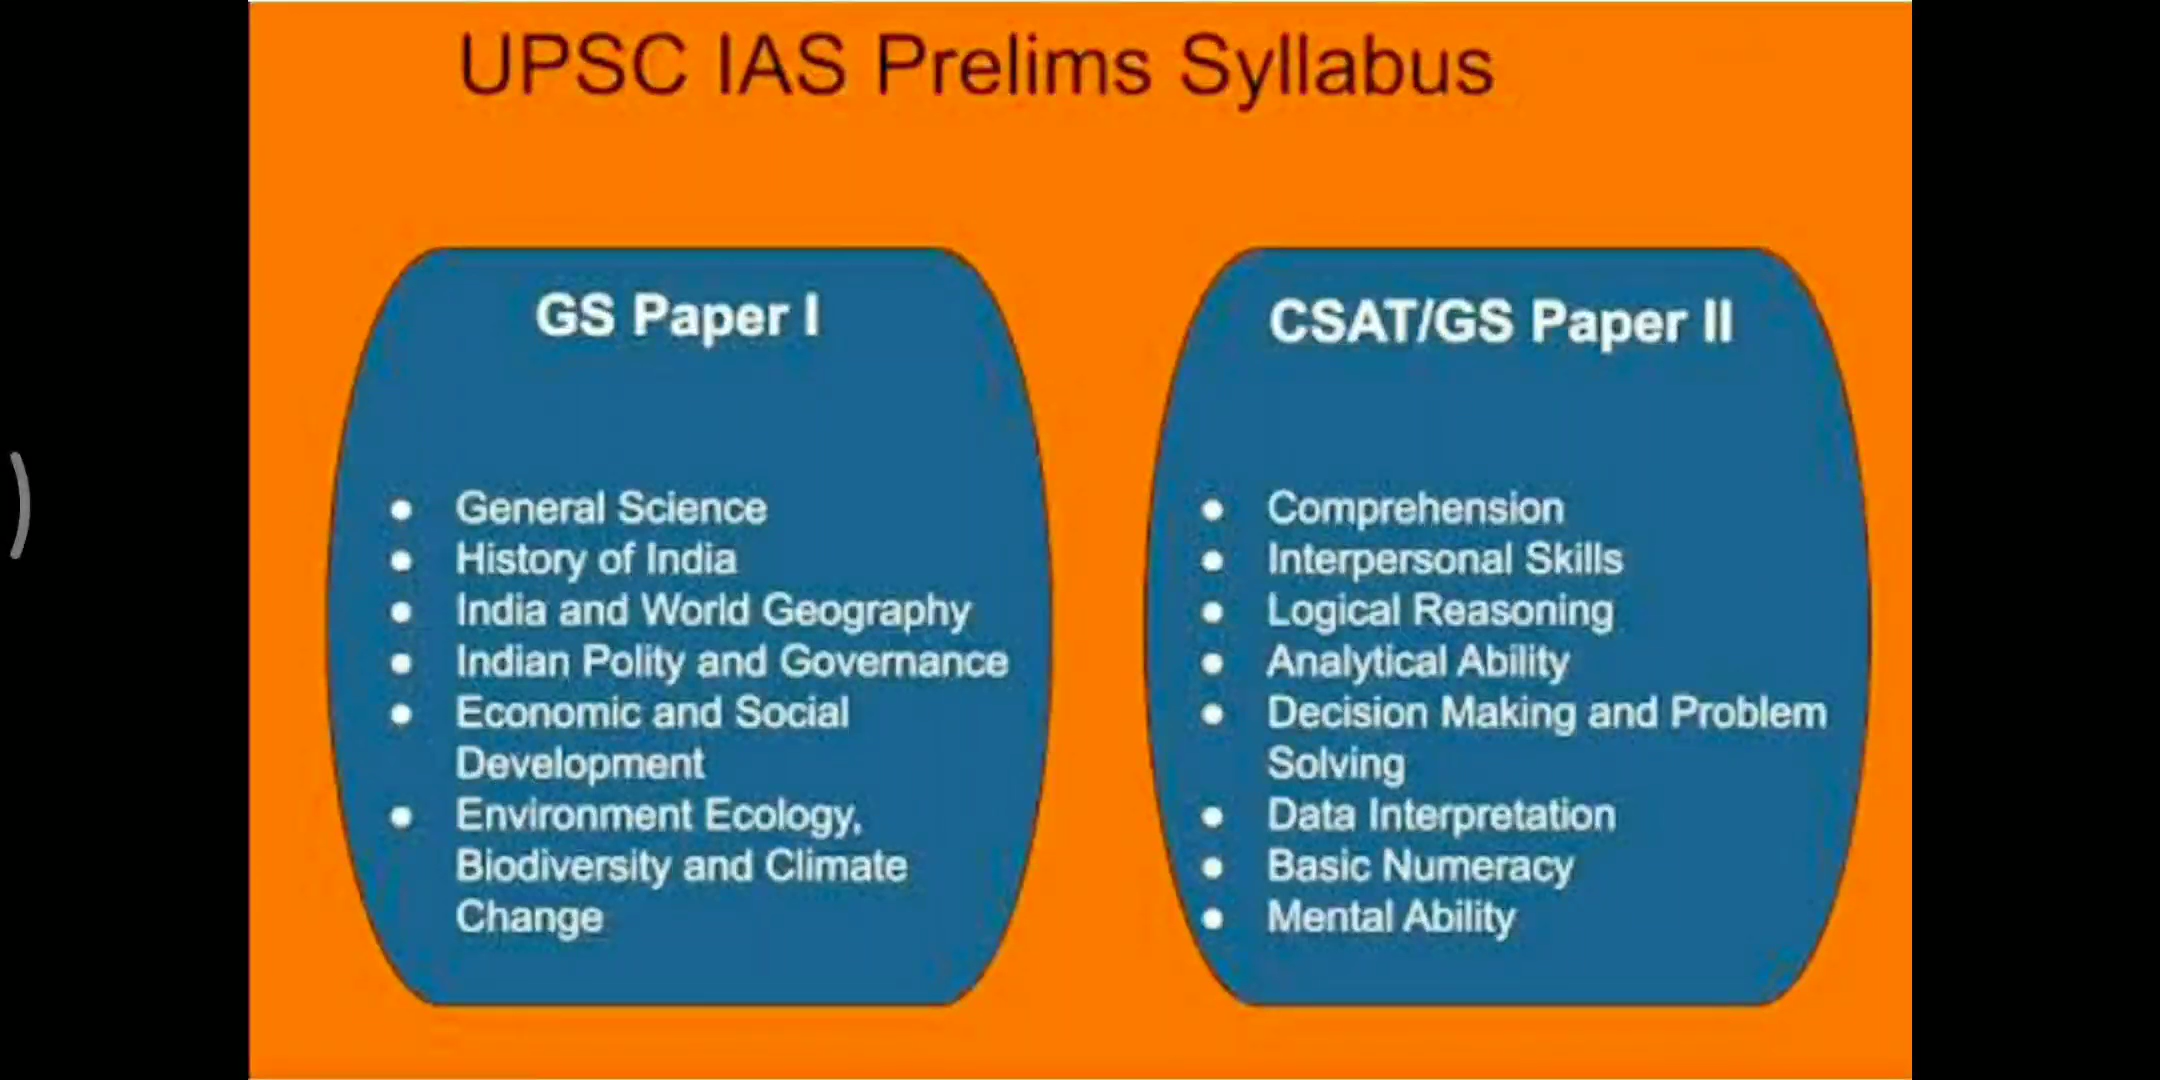 UPSC IAS Prelims Syllabus
GS Paper I
• General Science
• History of India
• India and World Geography
• Indian Polity and Governance
• Economic and Social
Development
• Environment Ecology,
Biodiversity and Climate
Change
CSAT/GS Paper II
• Comprehension
• Interpersonal Skills
• Logical Reasoning
• Analytical Ability
• Decision Making and Problem
Solving
• Data Interpretation
• Basic Numeracy
• Mental Ability